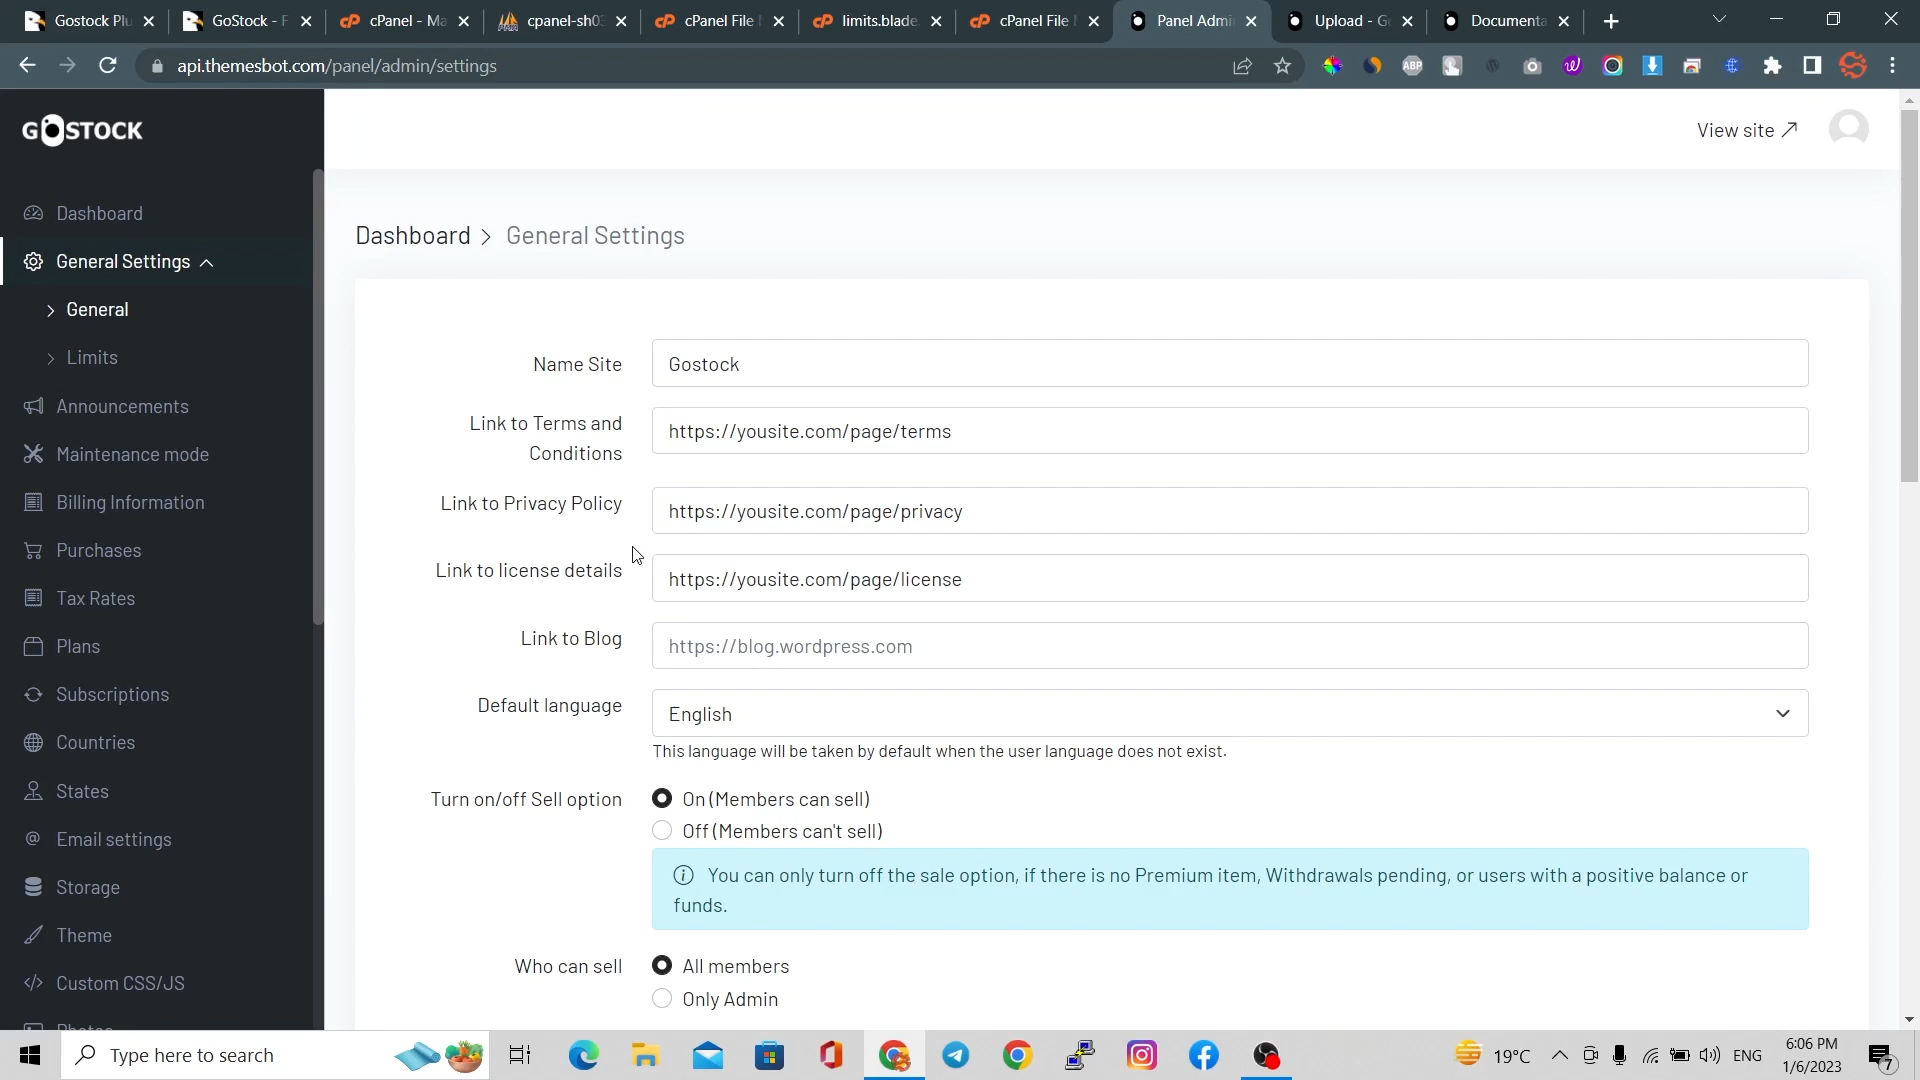 Gostock Plu
GoStock - F
cPanel - Ma
cpanel-sh03
cPanel File
limits.blade.
cPanel File
Panel Admi
Upload - G
Documenta
api.themesbot.com/panel/admin/settings
ABP
GOSTOCK
View site
Dashboard
General Settings
General
Limits
Announcements
Maintenance mode
Billing Information
Purchases
Tax Rates
Plans
Subscriptions
Countries
States
Email settings
Storage
Theme
Custom CSS/JS
Photos
Dashboard > General Settings
Name Site
Gostock
Link to Terms and
Conditions
https://yousite.com/page/terms
Link to Privacy Policy
https://yousite.com/page/privacy
Link to license details
https://yousite.com/page/license
Link to Blog
https://blog.wordpress.com
Default language
English
This language will be taken by default when the user language does not exist.
Turn on/off Sell option
On (Members can sell)
Off (Members can't sell)
You can only turn off the sale option, if there is no Premium item, Withdrawals pending, or users with a positive balance or
funds.
Who can sell
All members
Only Admin
Type here to search
19°C
ENG
6:06 PM
1/6/2023
7